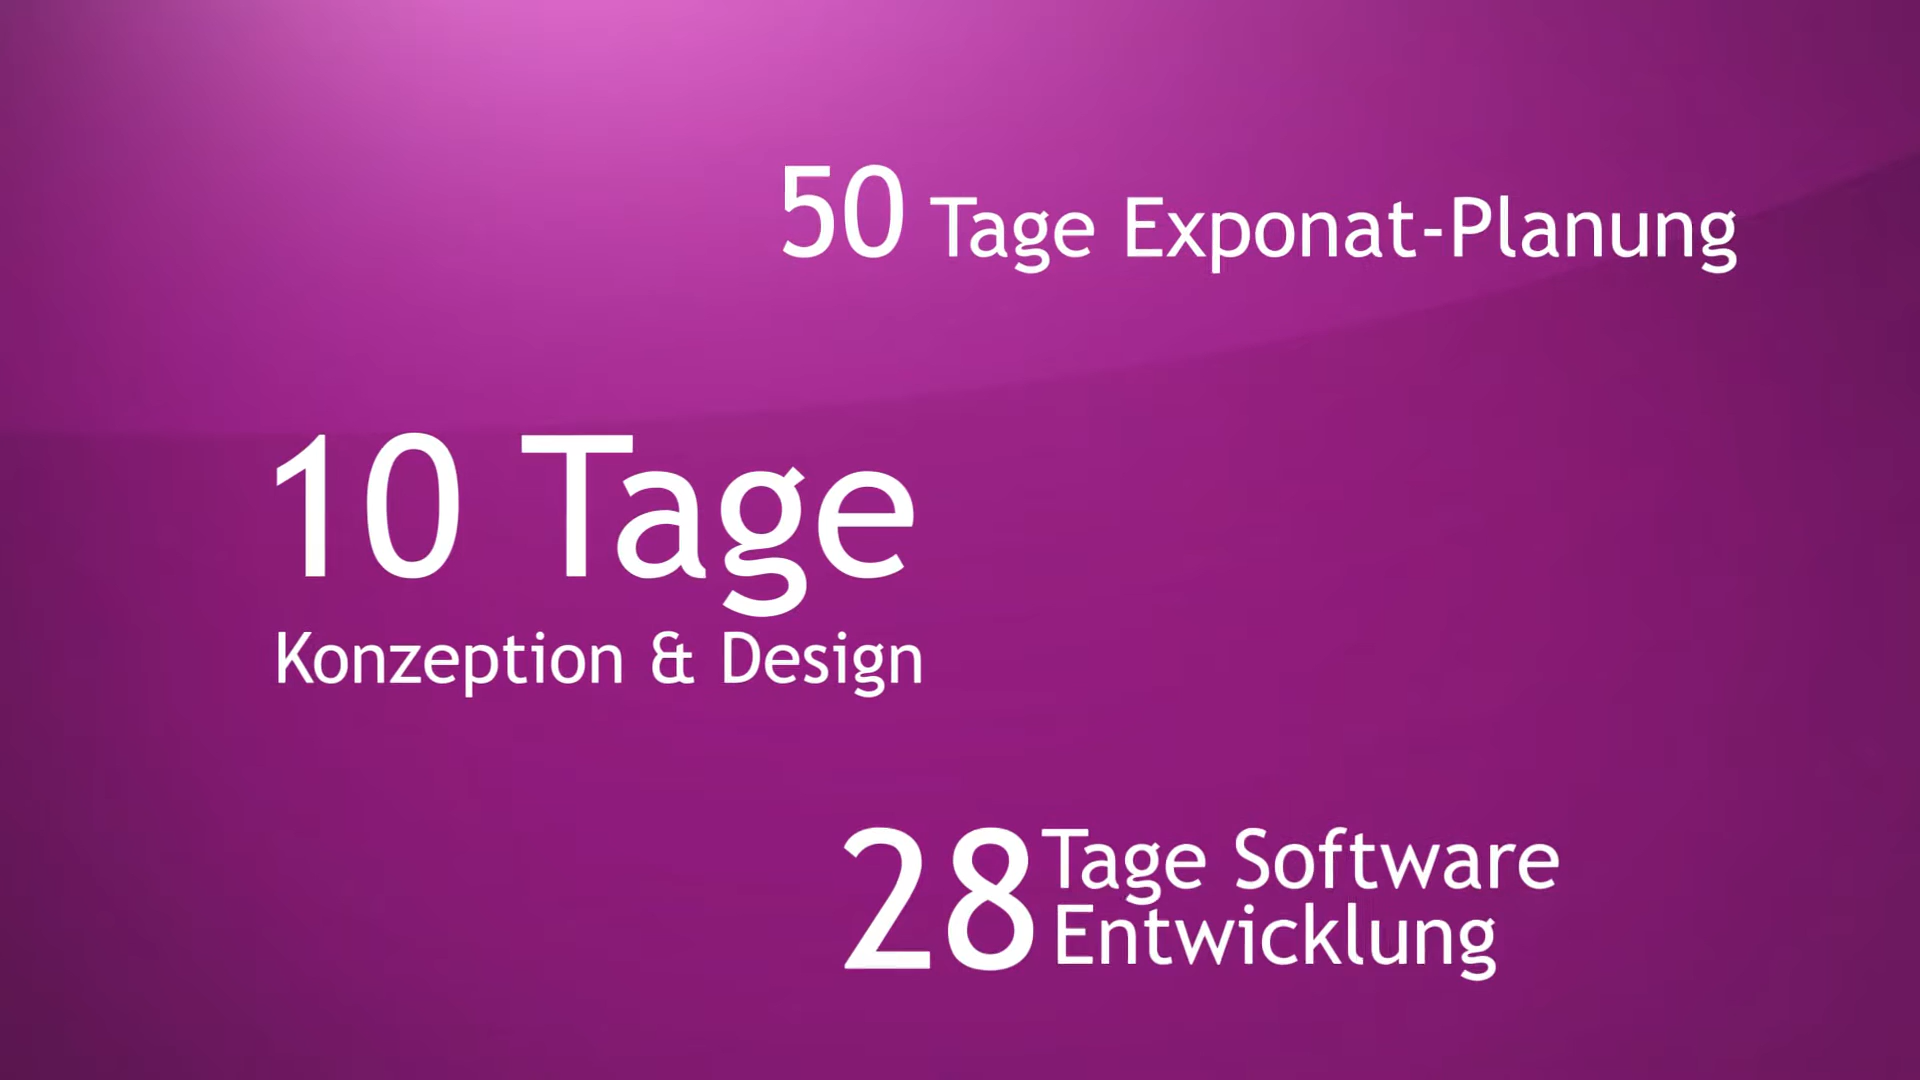 50 Tage Exponat-Planung
10 Tage
Konzeption & Design
28 Tage Software
Entwicklung